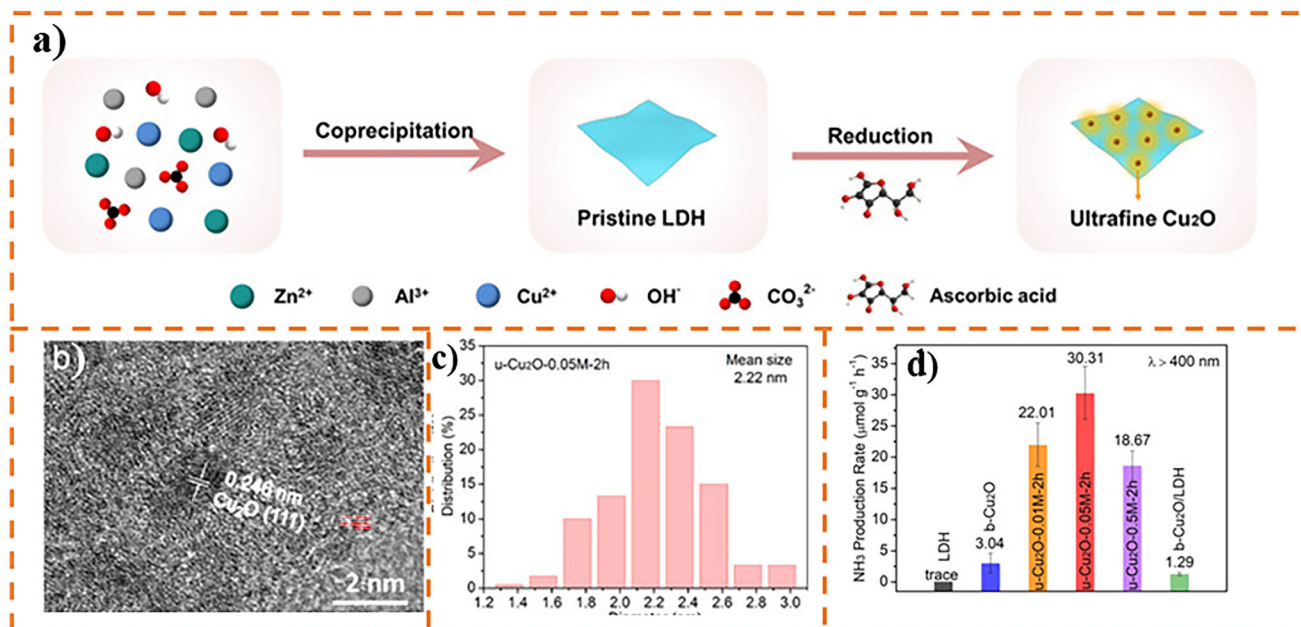 a)
Coprecipitation
Reduction
Pristine LDH
Ultrafine Cu₂O
Zn²⁺
Al³⁺
Cu²⁺
OH⁻
CO₃²⁻
Ascorbic acid
b)
0.246 nm
Cu₂O (111)
2 nm
c)
u-Cu₂O-0.05M-2h
Mean size
2.22 nm
Distribution (%)
35
30
25
20
15
10
5
0
1.2 1.4 1.6 1.8 2.0 2.2 2.4 2.6 2.8 3.0
d)
λ > 400 nm
NH₃ Production Rate (μmol g⁻¹ h⁻¹)
35
30
25
20
15
10
5
0
LDH
trace
b-Cu₂O
3.04
22.01
u-Cu₂O-0.01M-2h
30.31
u-Cu₂O-0.05M-2h
18.67
u-Cu₂O-0.5M-2h
b-Cu₂O/LDH
1.29